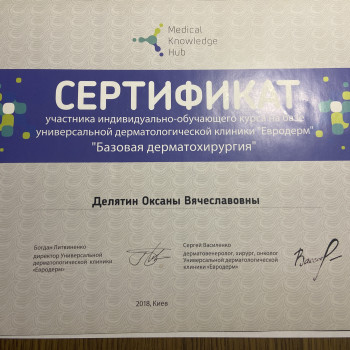 Medical
Knowledge
Hub
СЕРТИФИКАТ
участника индивидуально-обучающего курса на базе
универсальной дерматологической клиники "Евродерм"
"Базовая дерматохирургия"
Делятин Оксаны Вячеславовны
Богдан Литвиненко
директор Универсальной
дерматологической клиники
«Евродерм»
Сергей Василенко
дерматовенеролог, хирург, онколог
Универсальной дерматологической
клиники «Евродерм»
2018, Киев